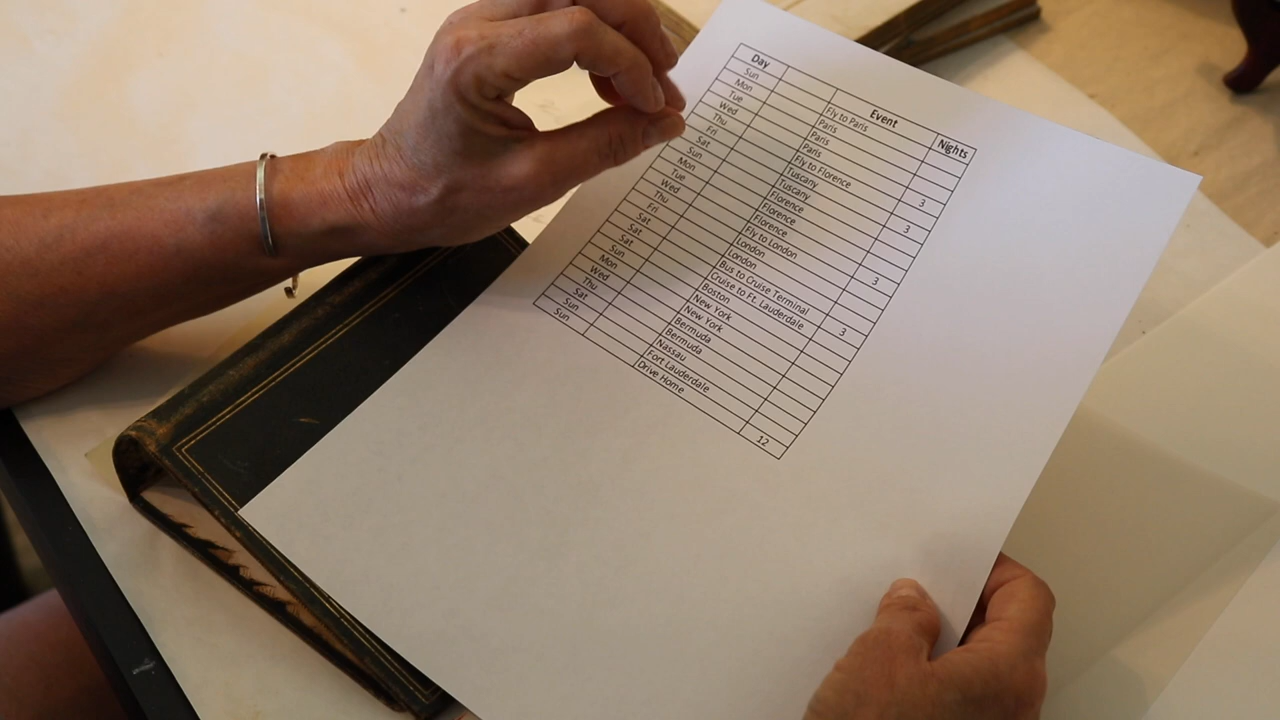 Day Event Nights
Sun Fly to Paris
Mon Paris
Tue Paris
Wed Paris 3
Thu Fly to Florence
Fri Tuscany 3
Sat Tuscany
Sun Florence
Mon Florence
Tue Florence 3
Wed Fly to London
Thu London
Fri London
Sat Bus to Cruise Terminal 3
Sat Cruise to Ft. Lauderdale
Sat Boston
Sun New York
Mon New York
Wed Bermuda
Thu Bermuda
Sat Nassau
Sun Fort Lauderdale
Sun Drive Home 12